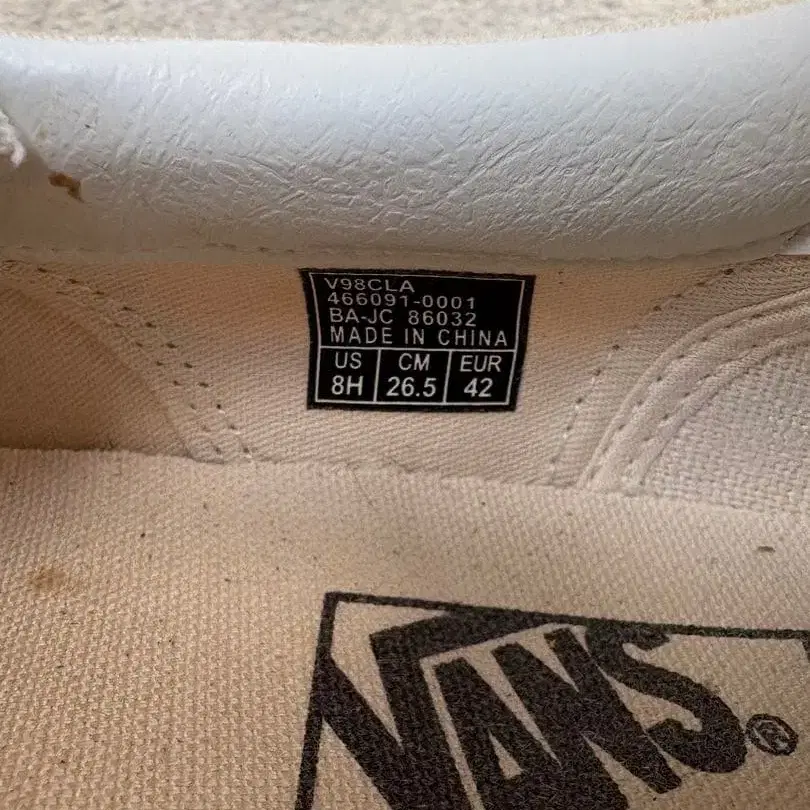 V98CLA
466091-0001
BA-JC 86032
MADE IN CHINA
US CM EUR
8H 26.5 42
VANS®